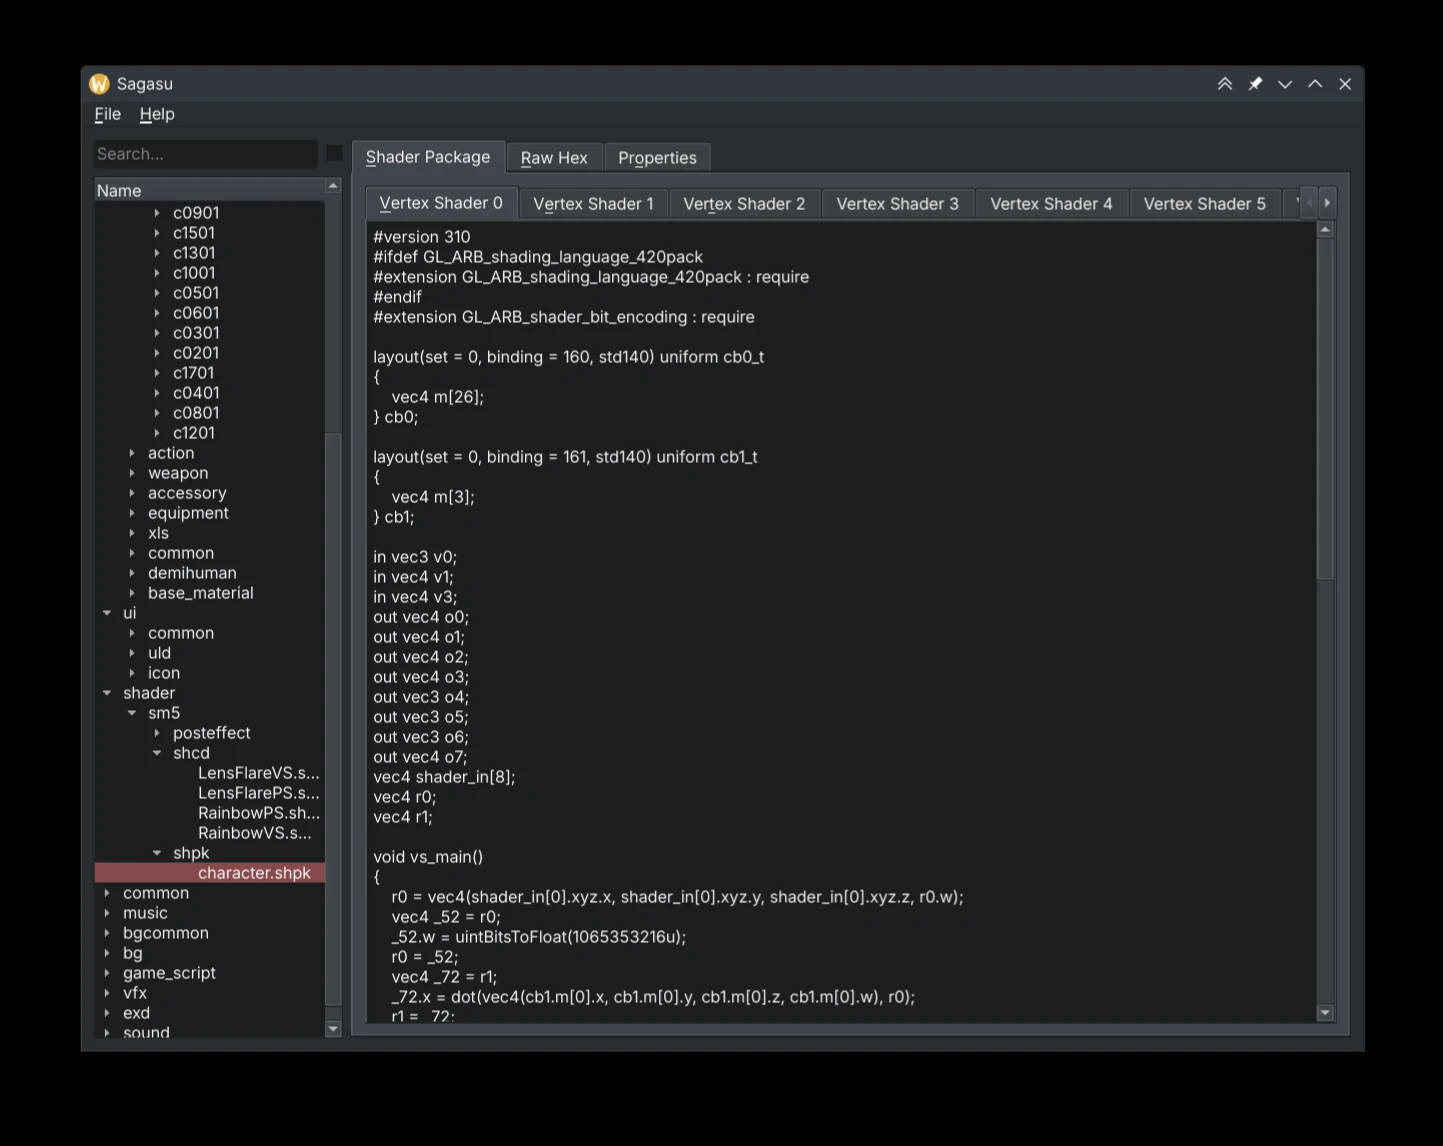 Sagasu
File Help
Search...
Name
c0901
c1501
c1301
c1001
c0501
c0601
c0301
c0201
c1701
c0401
c0801
c1201
action
weapon
accessory
equipment
xls
common
demihuman
base_material
ui
common
uld
icon
shader
sm5
posteffect
shcd
LensFlareVS.s...
LensFlarePS.s...
RainbowPS.sh...
RainbowVS.s...
shpk
character.shpk
common
music
bgcommon
bg
game_script
vfx
exd
sound
Shader Package Raw Hex Properties
Vertex Shader 0 Vertex Shader 1 Vertex Shader 2 Vertex Shader 3 Vertex Shader 4 Vertex Shader 5
#version 310
#ifdef GL_ARB_shading_language_420pack
#extension GL_ARB_shading_language_420pack : require
#endif
#extension GL_ARB_shader_bit_encoding : require
layout(set = 0, binding = 160, std140) uniform cb0_t
{
vec4 m[26];
} cb0;
layout(set = 0, binding = 161, std140) uniform cb1_t
{
vec4 m[3];
} cb1;
in vec3 v0;
in vec4 v1;
in vec4 v3;
out vec4 o0;
out vec4 o1;
out vec4 o2;
out vec4 o3;
out vec3 o4;
out vec3 o5;
out vec3 o6;
out vec4 o7;
vec4 shader_in[8];
vec4 r0;
vec4 r1;
void vs_main()
{
r0 = vec4(shader_in[0].xyz.x, shader_in[0].xyz.y, shader_in[0].xyz.z, r0.w);
vec4 _52 = r0;
_52.w = uintBitsToFloat(1065353216u);
r0 = _52;
vec4 _72 = r1;
_72.x = dot(vec4(cb1.m[0].x, cb1.m[0].y, cb1.m[0].z, cb1.m[0].w), r0);
r1 = _72;